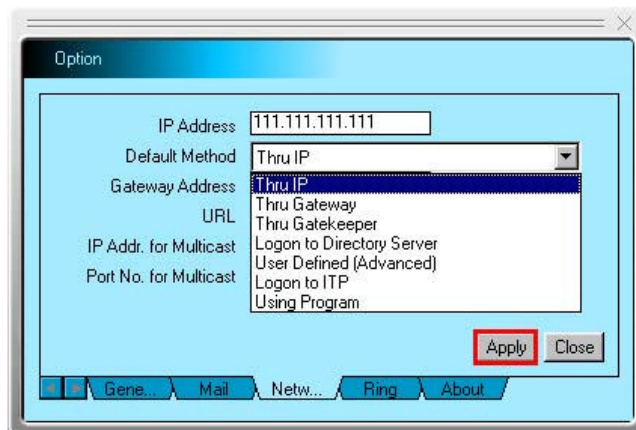 Option
IP Address 111.111.111.111
Default Method Thru IP
Gateway Address Thru IP
Thru Gateway
URL
Thru Gatekeeper
IP Addr. for Multicast Logon to Directory Server
User Defined (Advanced)
Port No. for Multicast Logon to ITP
Using Program
Apply Close
Gene... Mail Netw... Ring About